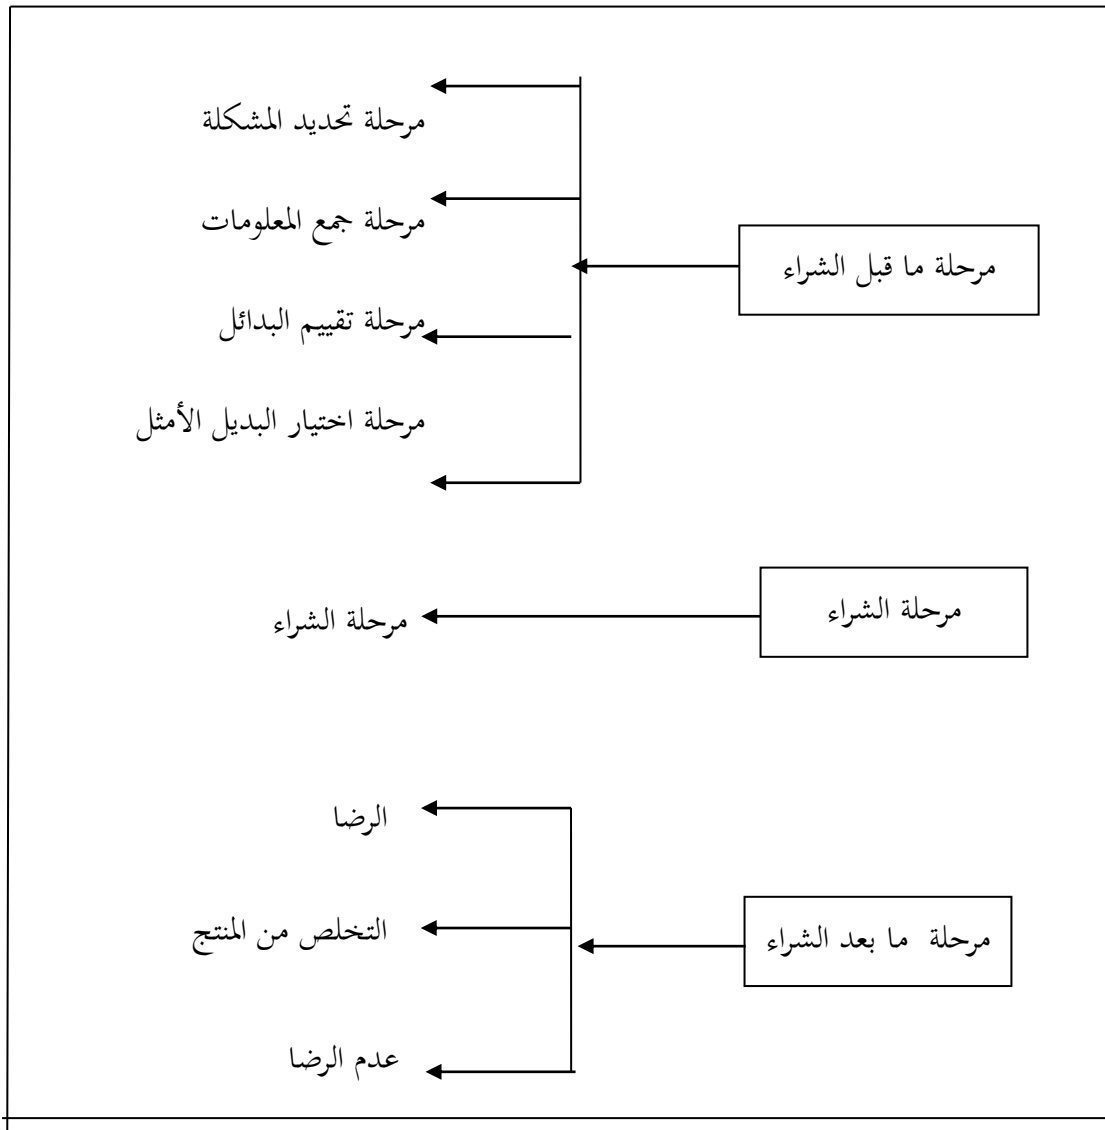 مرحلة تحديد المشكلة
مرحلة جمع المعلومات
مرحلة ما قبل الشراء
مرحلة تقييم البدائل
مرحلة اختيار البديل الأمثل
مرحلة الشراء
مرحلة الشراء
الرضا
التخلص من المنتج
مرحلة ما بعد الشراء
عدم الرضا